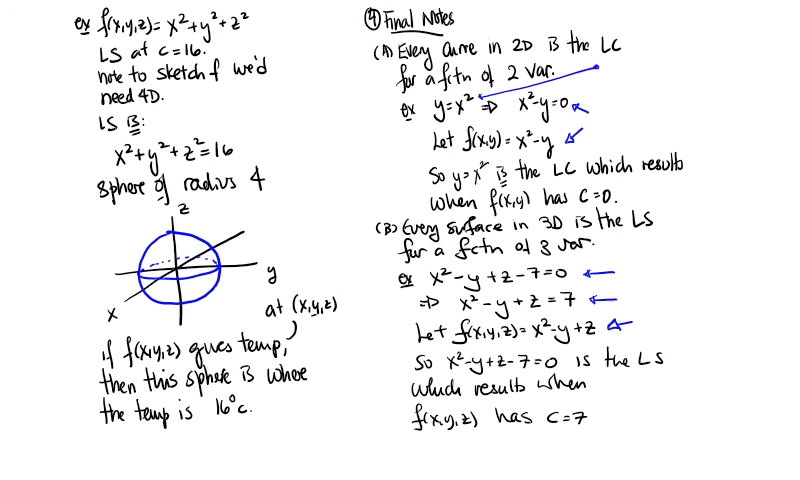 ex f(x,y,z) = x²+y²+z²
LS at c=16.
note to sketch f we'd
need 4D.
LS is:
x²+y²+z²=16
sphere of radius 4
z
y
x
at (x,y,z)
if f(x,y,z) gives temp,
then this sphere is where
the temp is 16°C.
④ Final Notes
(A) Every curve in 2D is the LC
for a fctn of 2 var.
ex y=x² ⇒ x²-y=0
Let f(x,y) = x²-y
So y=x² is the LC which results
when f(x,y) has C=0.
(B) Every surface in 3D is the LS
for a fctn of 3 var.
ex x²-y+z-7=0
⇒ x²-y+z=7
Let f(x,y,z) = x²-y+z
So x²-y+z-7=0 is the LS
which results when
f(x,y,z) has C=7